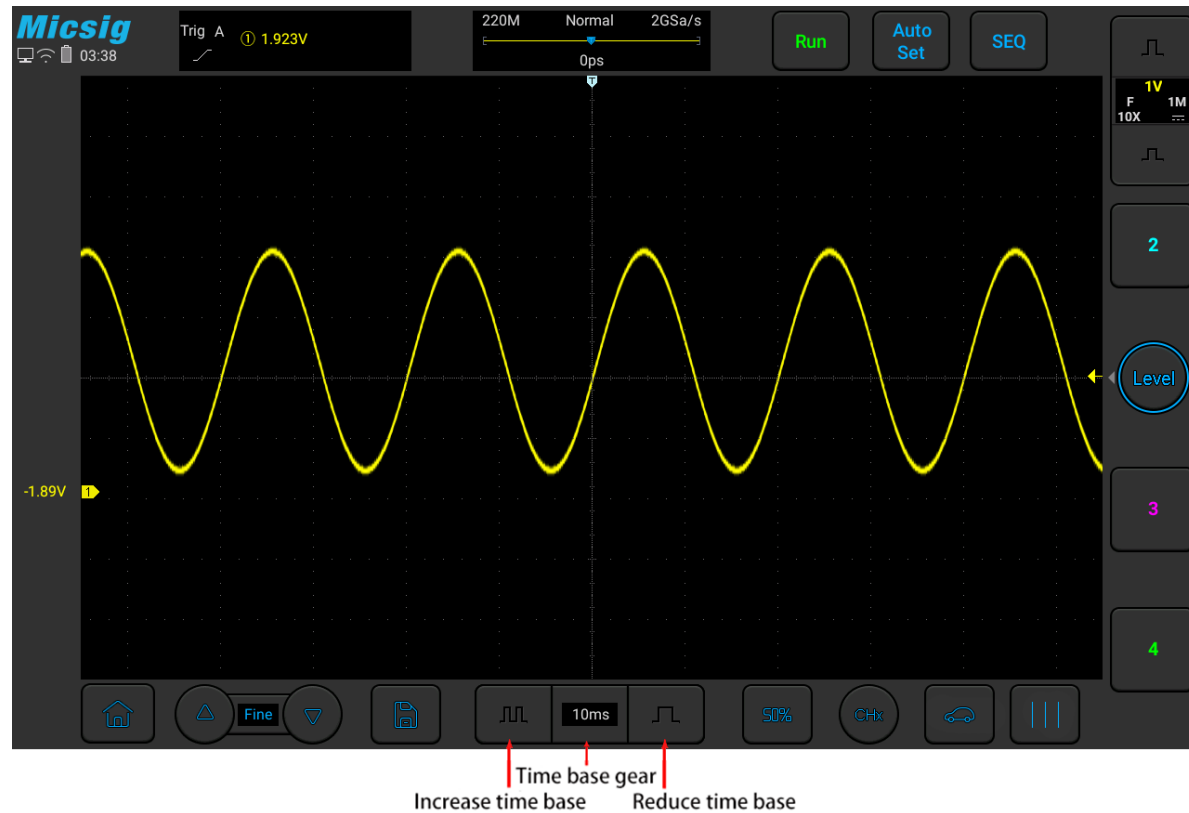 Micsig
03:38
Trig A
① 1.923V
220M Normal 2GSa/s
0ps
T
Run
Auto
Set
SEQ
1V
F 1M
10X
2
Level
-1.89V
1
3
4
Fine
10ms
50%
CHx
Time base gear
Increase time base
Reduce time base